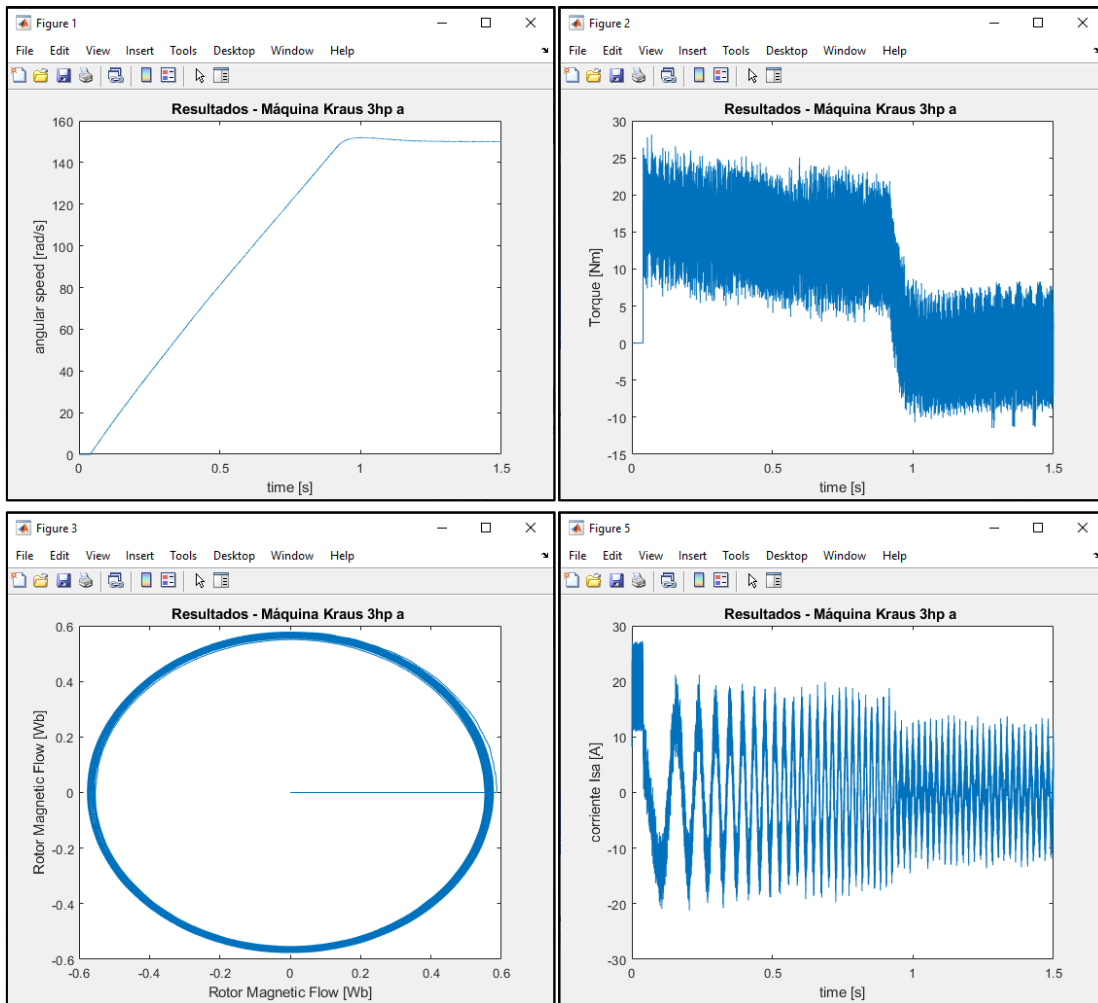 Figure 1
File Edit View Insert Tools Desktop Window Help
Resultados - Máquina Kraus 3hp a
160
140
120
100
80
60
40
20
0
angular speed [rad/s]
0 0.5 1 1.5
time [s]
Figure 2
File Edit View Insert Tools Desktop Window Help
Resultados - Máquina Kraus 3hp a
30
25
20
15
10
5
0
-5
-10
-15
Torque [Nm]
0 0.5 1 1.5
time [s]
Figure 3
File Edit View Insert Tools Desktop Window Help
Resultados - Máquina Kraus 3hp a
0.6
0.4
0.2
0
-0.2
-0.4
-0.6
Rotor Magnetic Flow [Wb]
-0.6 -0.4 -0.2 0 0.2 0.4 0.6
Rotor Magnetic Flow [Wb]
Figure 5
File Edit View Insert Tools Desktop Window Help
Resultados - Máquina Kraus 3hp a
30
20
10
0
-10
-20
-30
corriente Isa [A]
0 0.5 1 1.5
time [s]